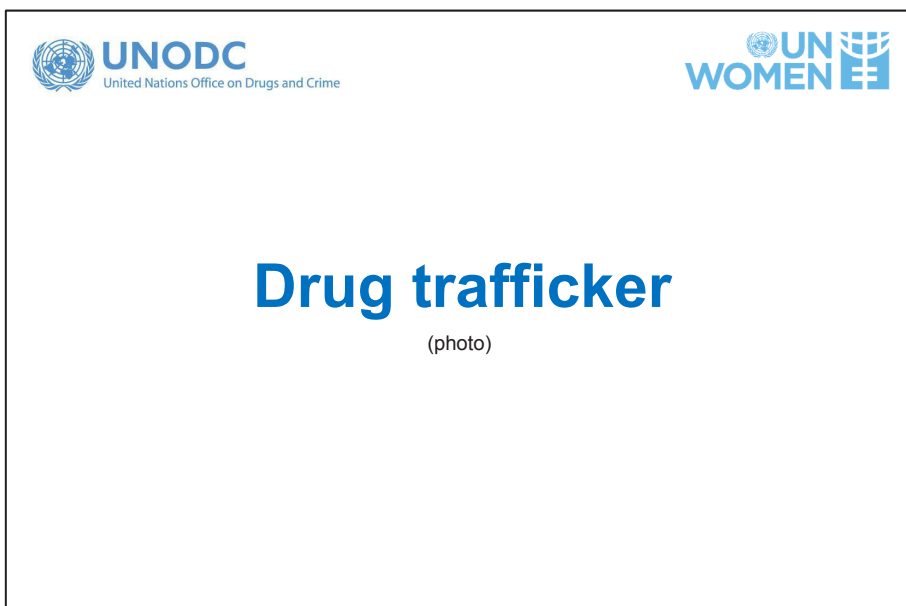 UNODC
United Nations Office on Drugs and Crime
UN
WOMEN
Drug trafficker
(photo)